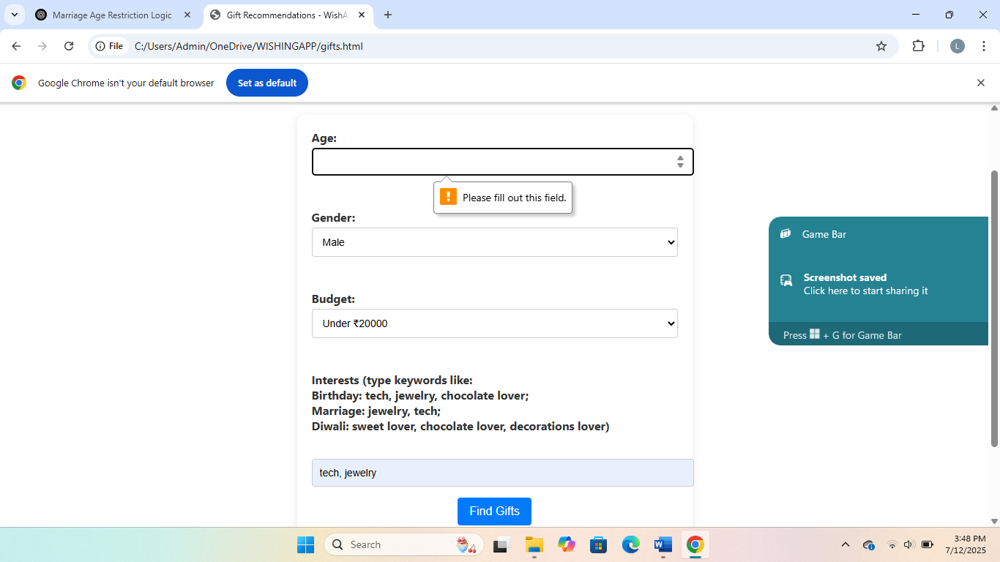 Marriage Age Restriction Logic
Gift Recommendations - WishA
File
C:/Users/Admin/OneDrive/WISHINGAPP/gifts.html
L
Google Chrome isn't your default browser
Set as default
Age:
Please fill out this field.
Gender:
Male
Game Bar
Screenshot saved
Click here to start sharing it
Press + G for Game Bar
Budget:
Under ₹20000
Interests (type keywords like:
Birthday: tech, jewelry, chocolate lover;
Marriage: jewelry, tech;
Diwali: sweet lover, chocolate lover, decorations lover)
tech, jewelry
Find Gifts
Search
3:48 PM
7/12/2025